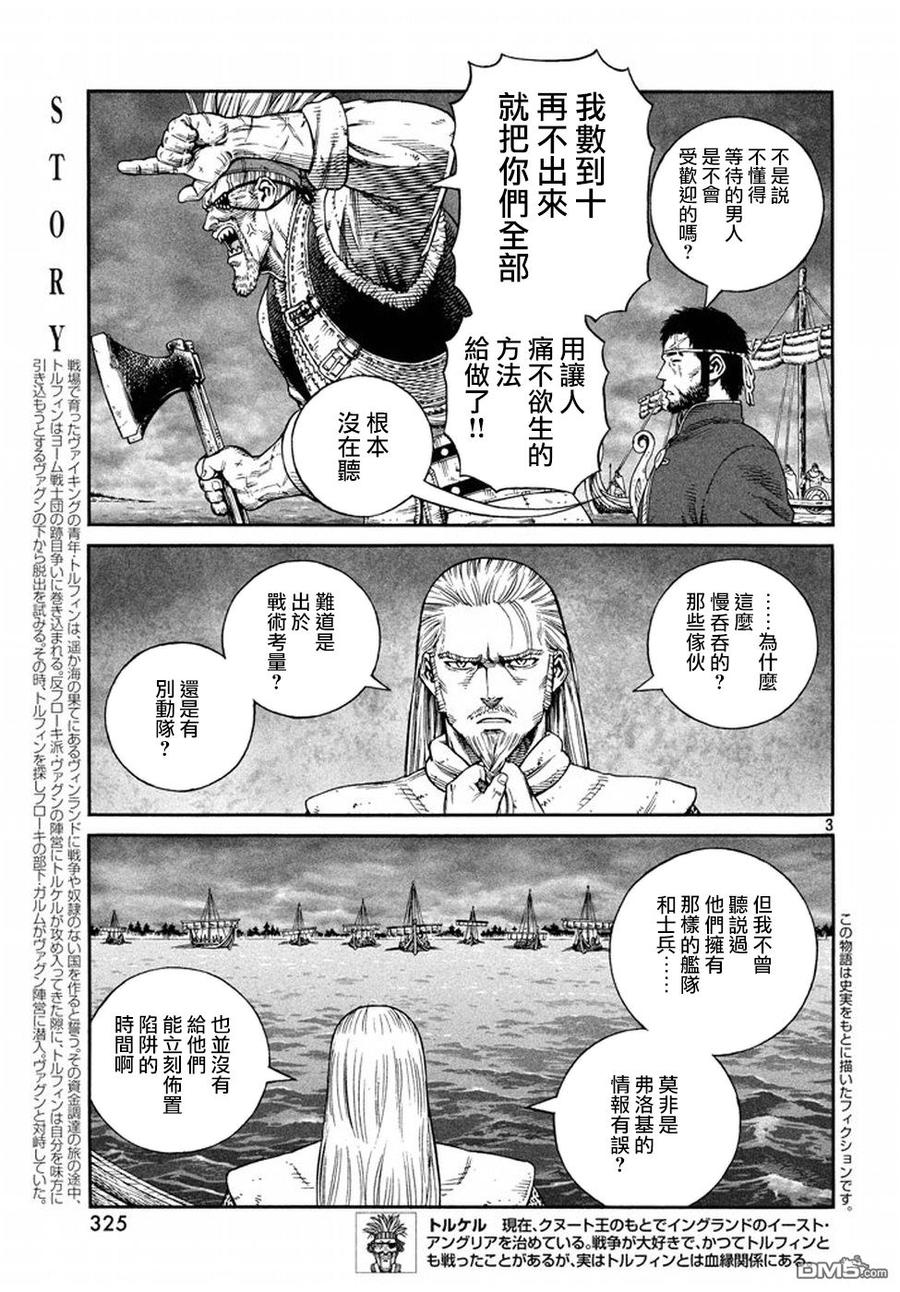 STORY
戦場で育ったヴァイキングの青年・トルフィンは、遥か海の果てにあるヴィンランドに戦争や奴隷のない国を作ると誓う。その資金調達の旅の途中、
トルフィンはヨーム戦士団の跡目争いに巻き込まれる。反フローキ派・ヴァグンの陣営にトルケルが攻め入ってきた際に、トルフィンは自分を味方に
引き込もうとするヴァグンの下から脱出を試みる。その時、トルフィンを探しフローキの部下・ガルムがヴァグン陣営に潜入。ヴァグンと対峙していた。
不是説
不懂得
等待的男人
是不會
受歡迎的嗎?
我數到十
再不出來
就把你們全部
用讓人
痛不欲生的
方法
給做了!!
根本
沒在聽
……為什麼
這麼
慢吞吞的?
那些傢伙
難道是
出於
戰術考量?
還是有
別動隊?
3
但我不曾
聽說過
他們擁有
那樣的艦隊
和士兵……
莫非是
弗洛基的
情報有誤?
也並沒有
給他們
能立刻佈置
陷阱的
時間啊
この物語は史実をもとに描いたフィクションです。
325
トルケル 現在、クヌート王のもとでイングランドのイースト・
アングリアを治めている。戦争が大好きで、かつてトルフィンと
も戦ったことがあるが、実はトルフィンとは血縁関係にある。
DM5.com